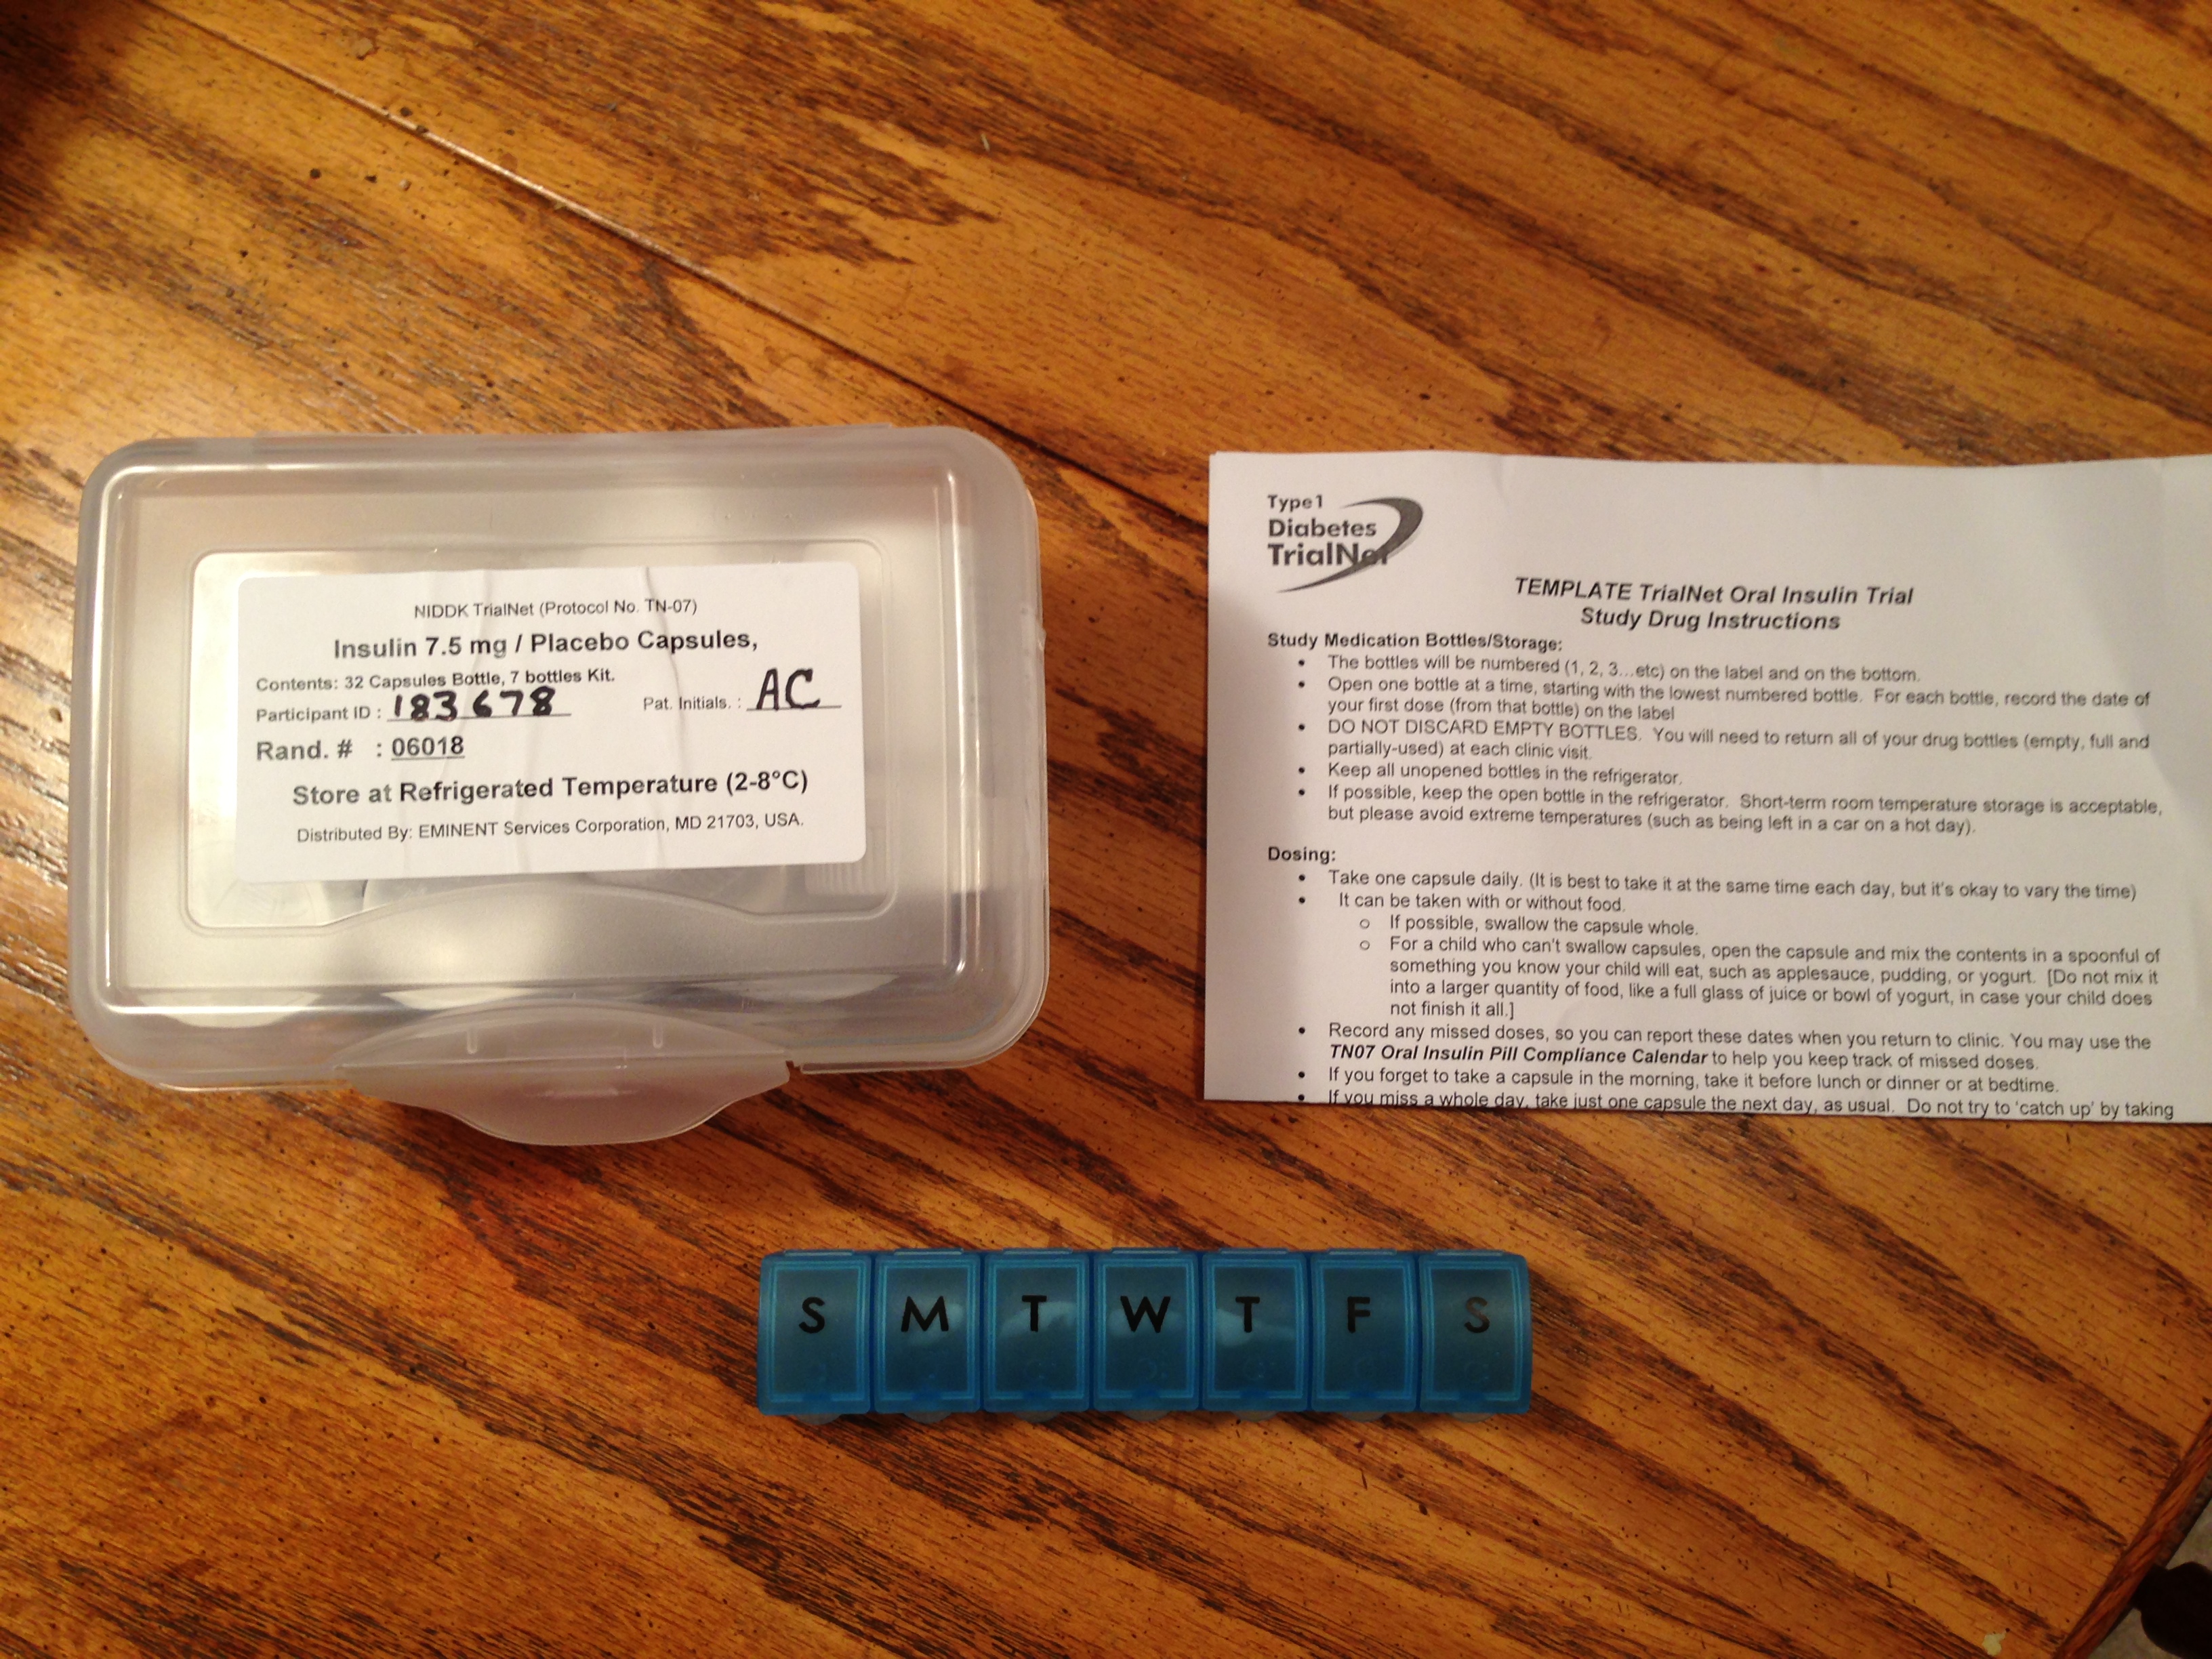 NIDDK TrialNet (Protocol No. TN-07)
Insulin 7.5 mg / Placebo Capsules,
Contents: 32 Capsules Bottle, 7 bottles Kit.
Participant ID : 183678 Pat. Initials. : AC
Rand. # : 06018
Store at Refrigerated Temperature (2-8°C)
Distributed By: EMINENT Services Corporation, MD 21703, USA.
Type 1
Diabetes
TrialNet
TEMPLATE TrialNet Oral Insulin Trial
Study Drug Instructions
Study Medication Bottles/Storage:
• The bottles will be numbered (1, 2, 3...etc) on the label and on the bottom.
• Open one bottle at a time, starting with the lowest numbered bottle. For each bottle, record the date of
your first dose (from that bottle) on the label
• DO NOT DISCARD EMPTY BOTTLES. You will need to return all of your drug bottles (empty, full and
partially-used) at each clinic visit.
• Keep all unopened bottles in the refrigerator.
• If possible, keep the open bottle in the refrigerator. Short-term room temperature storage is acceptable,
but please avoid extreme temperatures (such as being left in a car on a hot day).
Dosing:
• Take one capsule daily. (It is best to take it at the same time each day, but it's okay to vary the time)
• It can be taken with or without food.
o If possible, swallow the capsule whole.
o For a child who can't swallow capsules, open the capsule and mix the contents in a spoonful of
something you know your child will eat, such as applesauce, pudding, or yogurt. [Do not mix it
into a larger quantity of food, like a full glass of juice or bowl of yogurt, in case your child does
not finish it all.]
• Record any missed doses, so you can report these dates when you return to clinic. You may use the
TN07 Oral Insulin Pill Compliance Calendar to help you keep track of missed doses.
• If you forget to take a capsule in the morning, take it before lunch or dinner or at bedtime.
• If you miss a whole day, take just one capsule the next day, as usual. Do not try to 'catch up' by taking
S M T W T F S